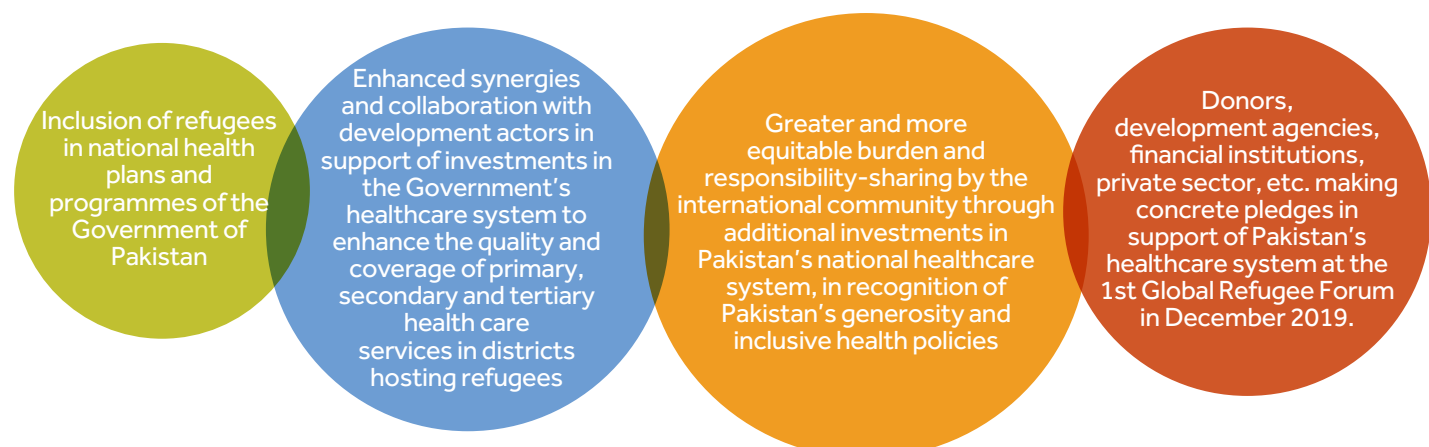 Inclusion of refugees
in national health
plans and
programmes of the
Government of
Pakistan
Enhanced synergies
and collaboration with
development actors in
support of investments in
the Government’s
healthcare system to
enhance the quality and
coverage of primary,
secondary and tertiary
health care
services in districts
hosting refugees
Greater and more
equitable burden and
responsibility-sharing by the
international community through
additional investments in
Pakistan’s national healthcare
system, in recognition of
Pakistan’s generosity and
inclusive health policies
Donors,
development agencies,
financial institutions,
private sector, etc. making
concrete pledges in
support of Pakistan’s
healthcare system at the
1st Global Refugee Forum
in December 2019.